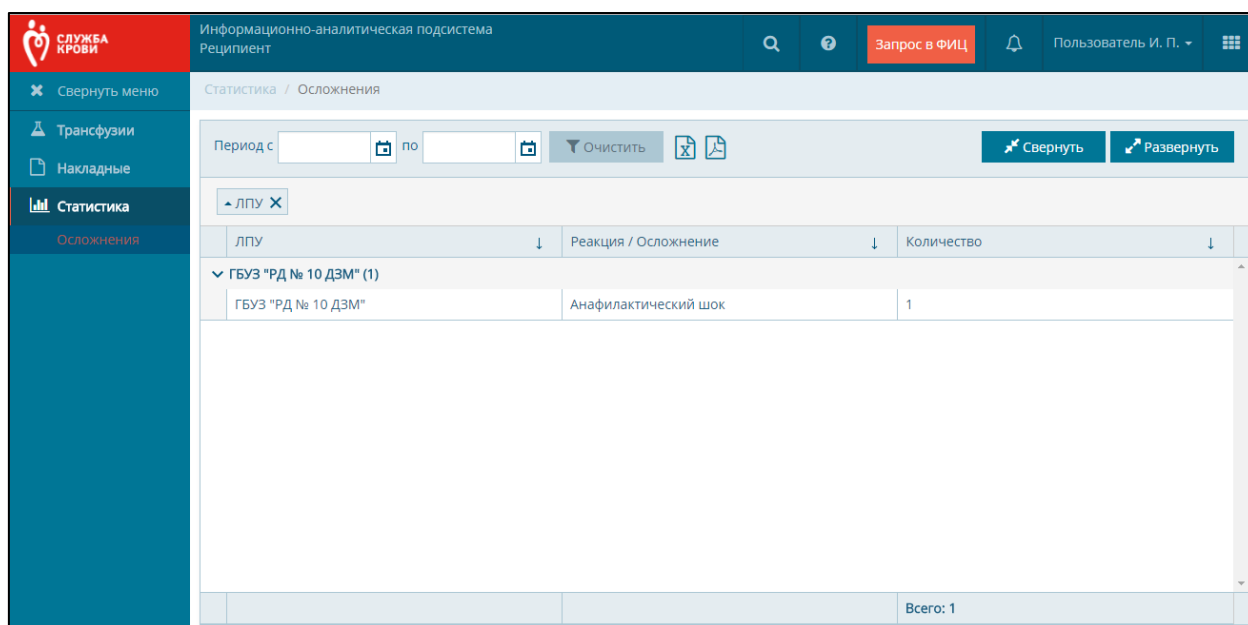 СЛУЖБА
КРОВИ
Информационно-аналитическая подсистема
Реципиент
Запрос в ФИЦ
Пользователь И. П.
Свернуть меню
Статистика / Осложнения
Трансфузии
Накладные
Статистика
Осложнения
Период с по Очистить Свернуть Развернуть
ЛПУ
ЛПУ Реакция / Осложнение Количество
ГБУЗ "РД № 10 ДЗМ" (1)
ГБУЗ "РД № 10 ДЗМ" Анафилактический шок 1
Всего: 1